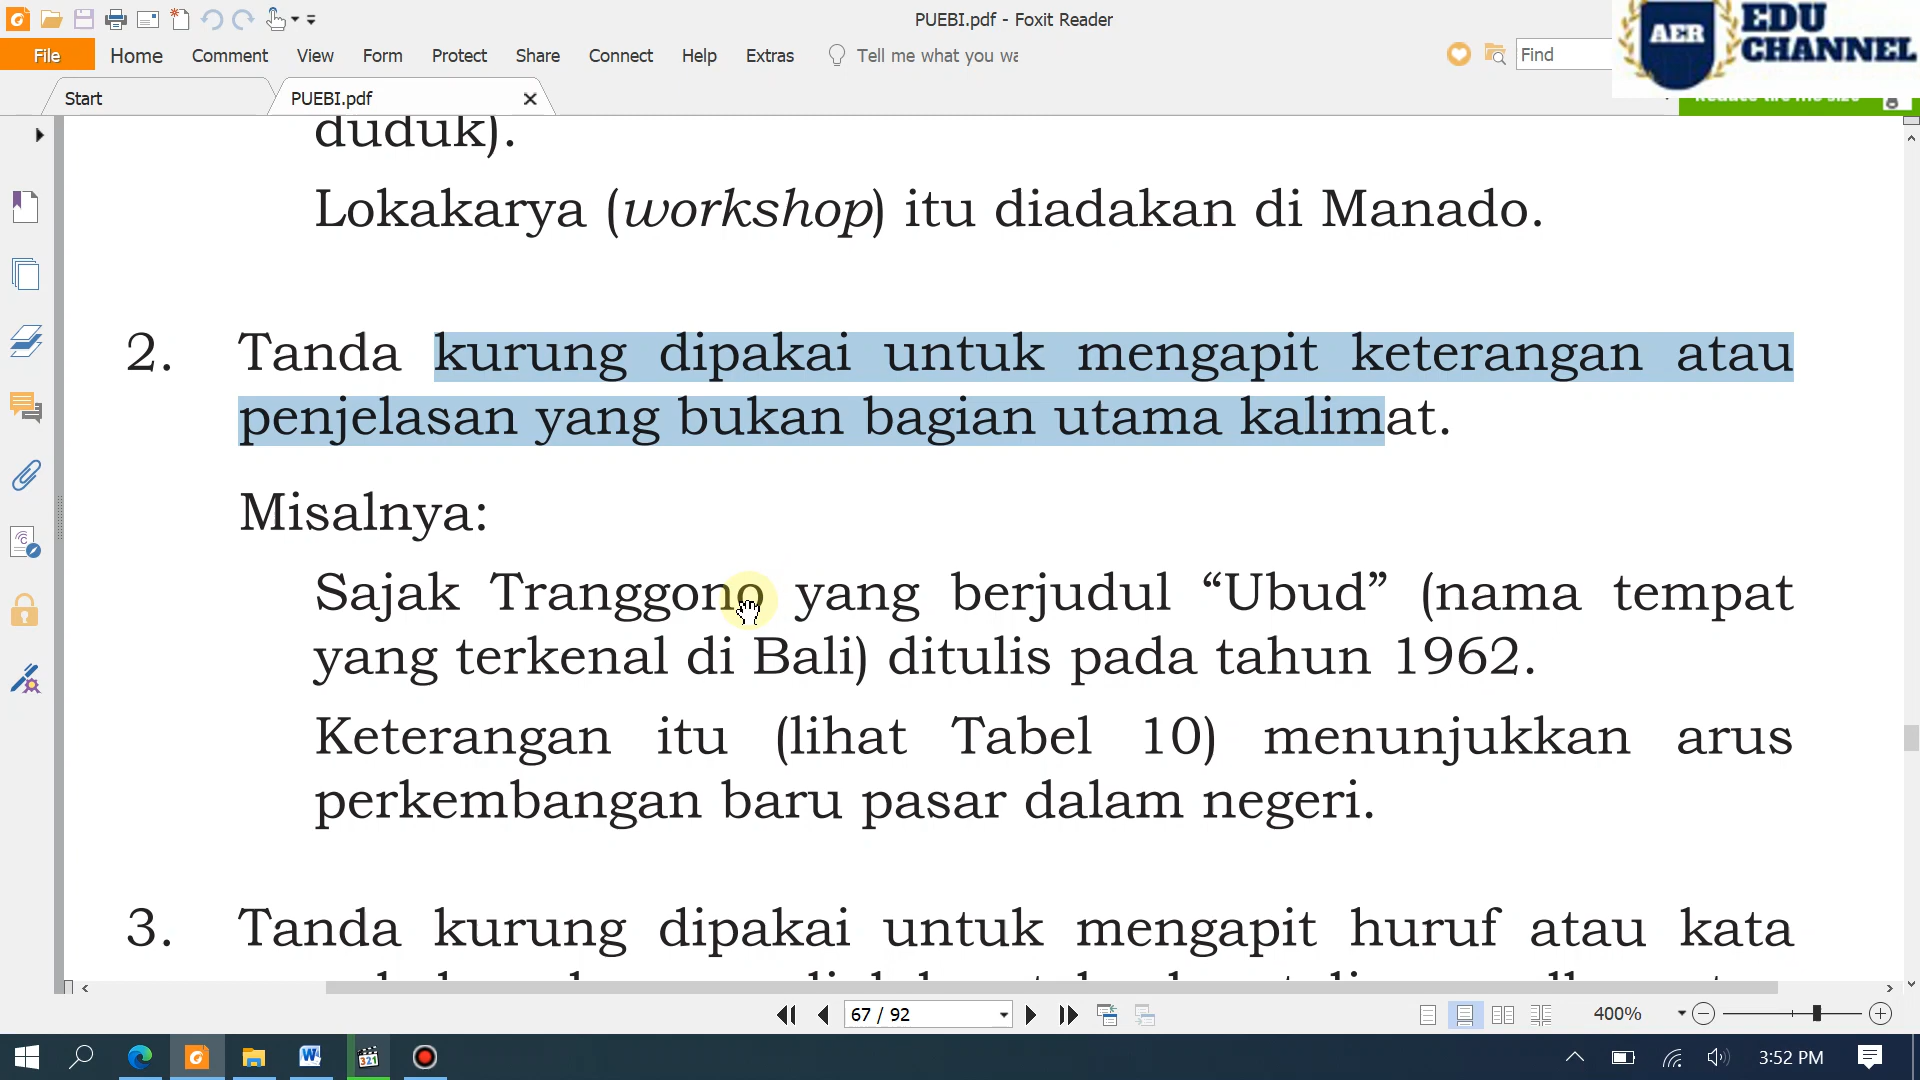 PUEBI.pdf - Foxit Reader
AER EDU CHANNEL
File Home Comment View Form Protect Share Connect Help Extras Tell me what you wa Find
Start PUEBI.pdf
duduk).
Lokakarya (workshop) itu diadakan di Manado.
2. Tanda kurung dipakai untuk mengapit keterangan atau
penjelasan yang bukan bagian utama kalimat.
Misalnya:
Sajak Tranggono yang berjudul “Ubud” (nama tempat
yang terkenal di Bali) ditulis pada tahun 1962.
Keterangan itu (lihat Tabel 10) menunjukkan arus
perkembangan baru pasar dalam negeri.
3. Tanda kurung dipakai untuk mengapit huruf atau kata
67 / 92 400%
3:52 PM